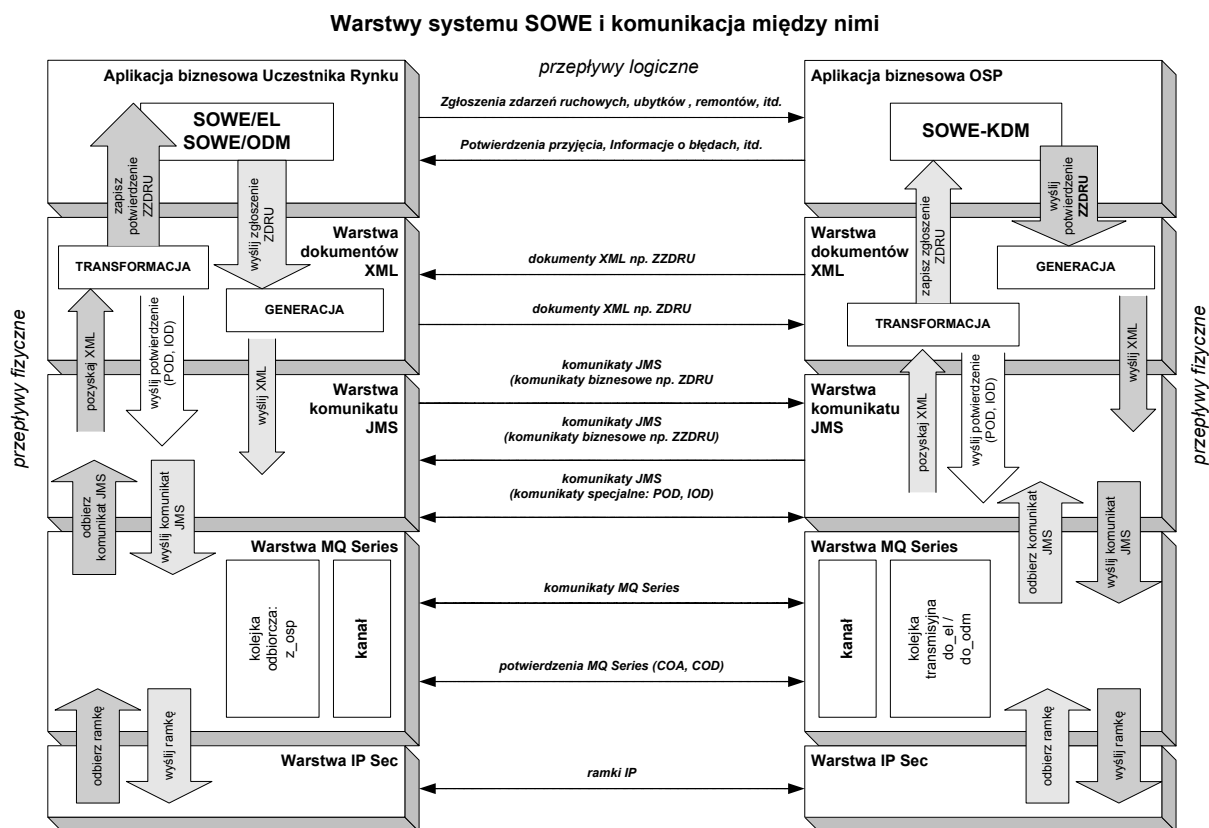 Warstwy systemu SOWE i komunikacja między nimi
przepływy logiczne
przepływy fizyczne
Aplikacja biznesowa Uczestnika Rynku
SOWE/EL
SOWE/ODM
zapisz
potwierdzenie
ZZDRU
wyślij zgłoszenie
ZDRU
Zgłoszenia zdarzeń ruchowych, ubytków , remontów, itd.
Potwierdzenia przyjęcia, Informacje o błędach, itd.
Aplikacja biznesowa OSP
SOWE-KDM
wyślij
potwierdzenie
ZZDRU
zapisz zgłoszenie
ZDRU
Warstwa
dokumentów
XML
TRANSFORMACJA
GENERACJA
pozyskaj XML
wyślij potwierdzenie
(POD, IOD)
wyślij XML
dokumenty XML np. ZZDRU
dokumenty XML np. ZDRU
Warstwa
dokumentów
XML
GENERACJA
TRANSFORMACJA
wyślij XML
pozyskaj XML
wyślij potwierdzenie
(POD, IOD)
przepływy fizyczne
Warstwa
komunikatu
JMS
odbierz
komunikat JMS
wyślij komunikat
JMS
komunikaty JMS
(komunikaty biznesowe np. ZDRU
komunikaty JMS
(komunikaty biznesowe np. ZZDRU)
komunikaty JMS
(komunikaty specjalne: POD, IOD)
Warstwa
komunikatu
JMS
odbierz komunikat
JMS
wyślij komunikat
JMS
Warstwa MQ Series
kolejka
odbiorcza:
z_osp
kanał
komunikaty MQ Series
potwierdzenia MQ Series (COA, COD)
Warstwa MQ Series
kanał
kolejka
transmisyjna
do_el /
do_odm
odbierz ramkę
wyślij ramkę
odbierz ramkę
wyślij ramkę
Warstwa IP Sec
ramki IP
Warstwa IP Sec